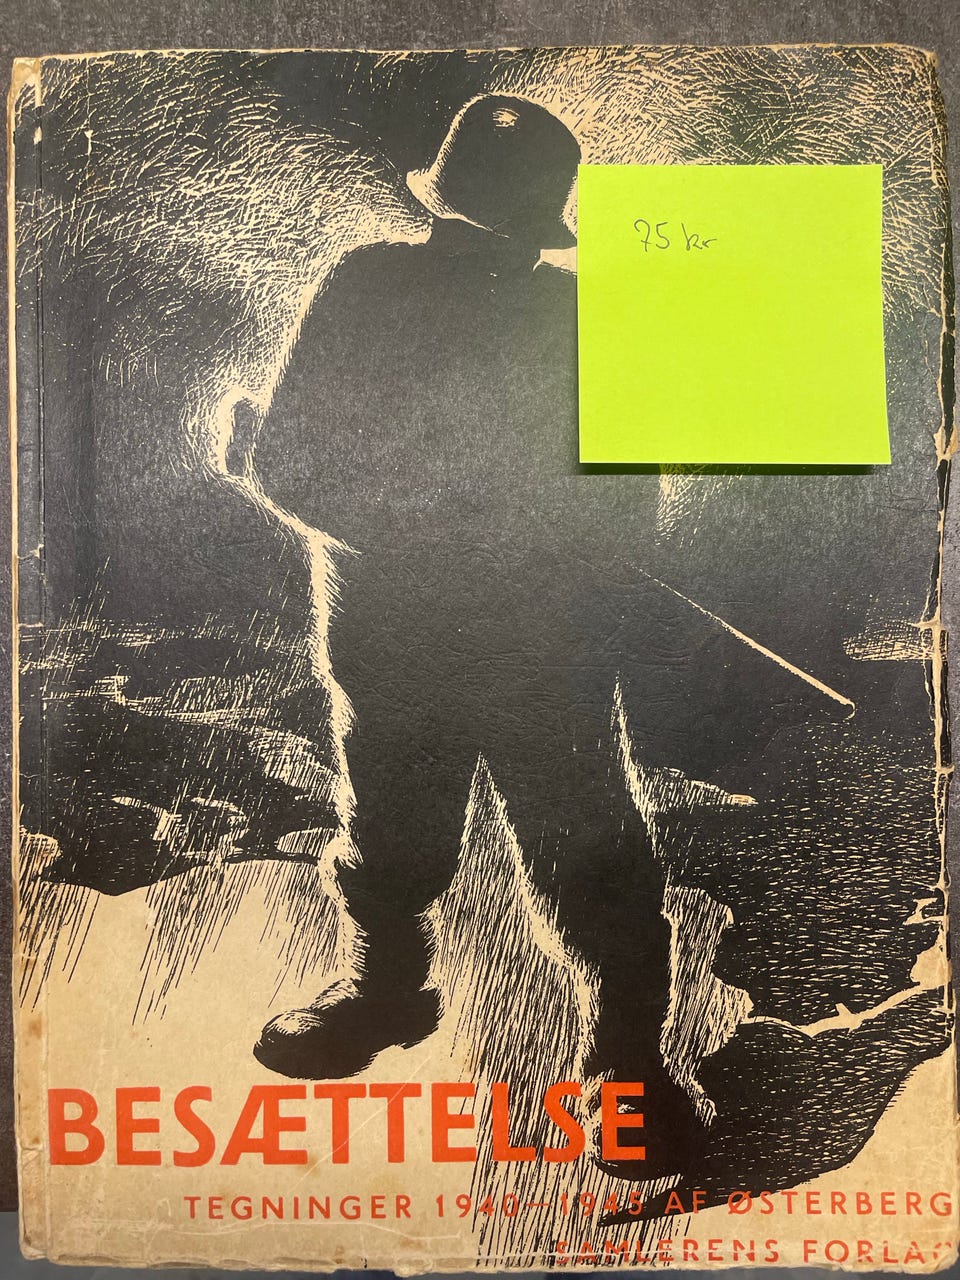 75 kr
BESÆTTELSE
TEGNINGER 1940-1945 AF ØSTERBERG
SAMLERENS FORLAG